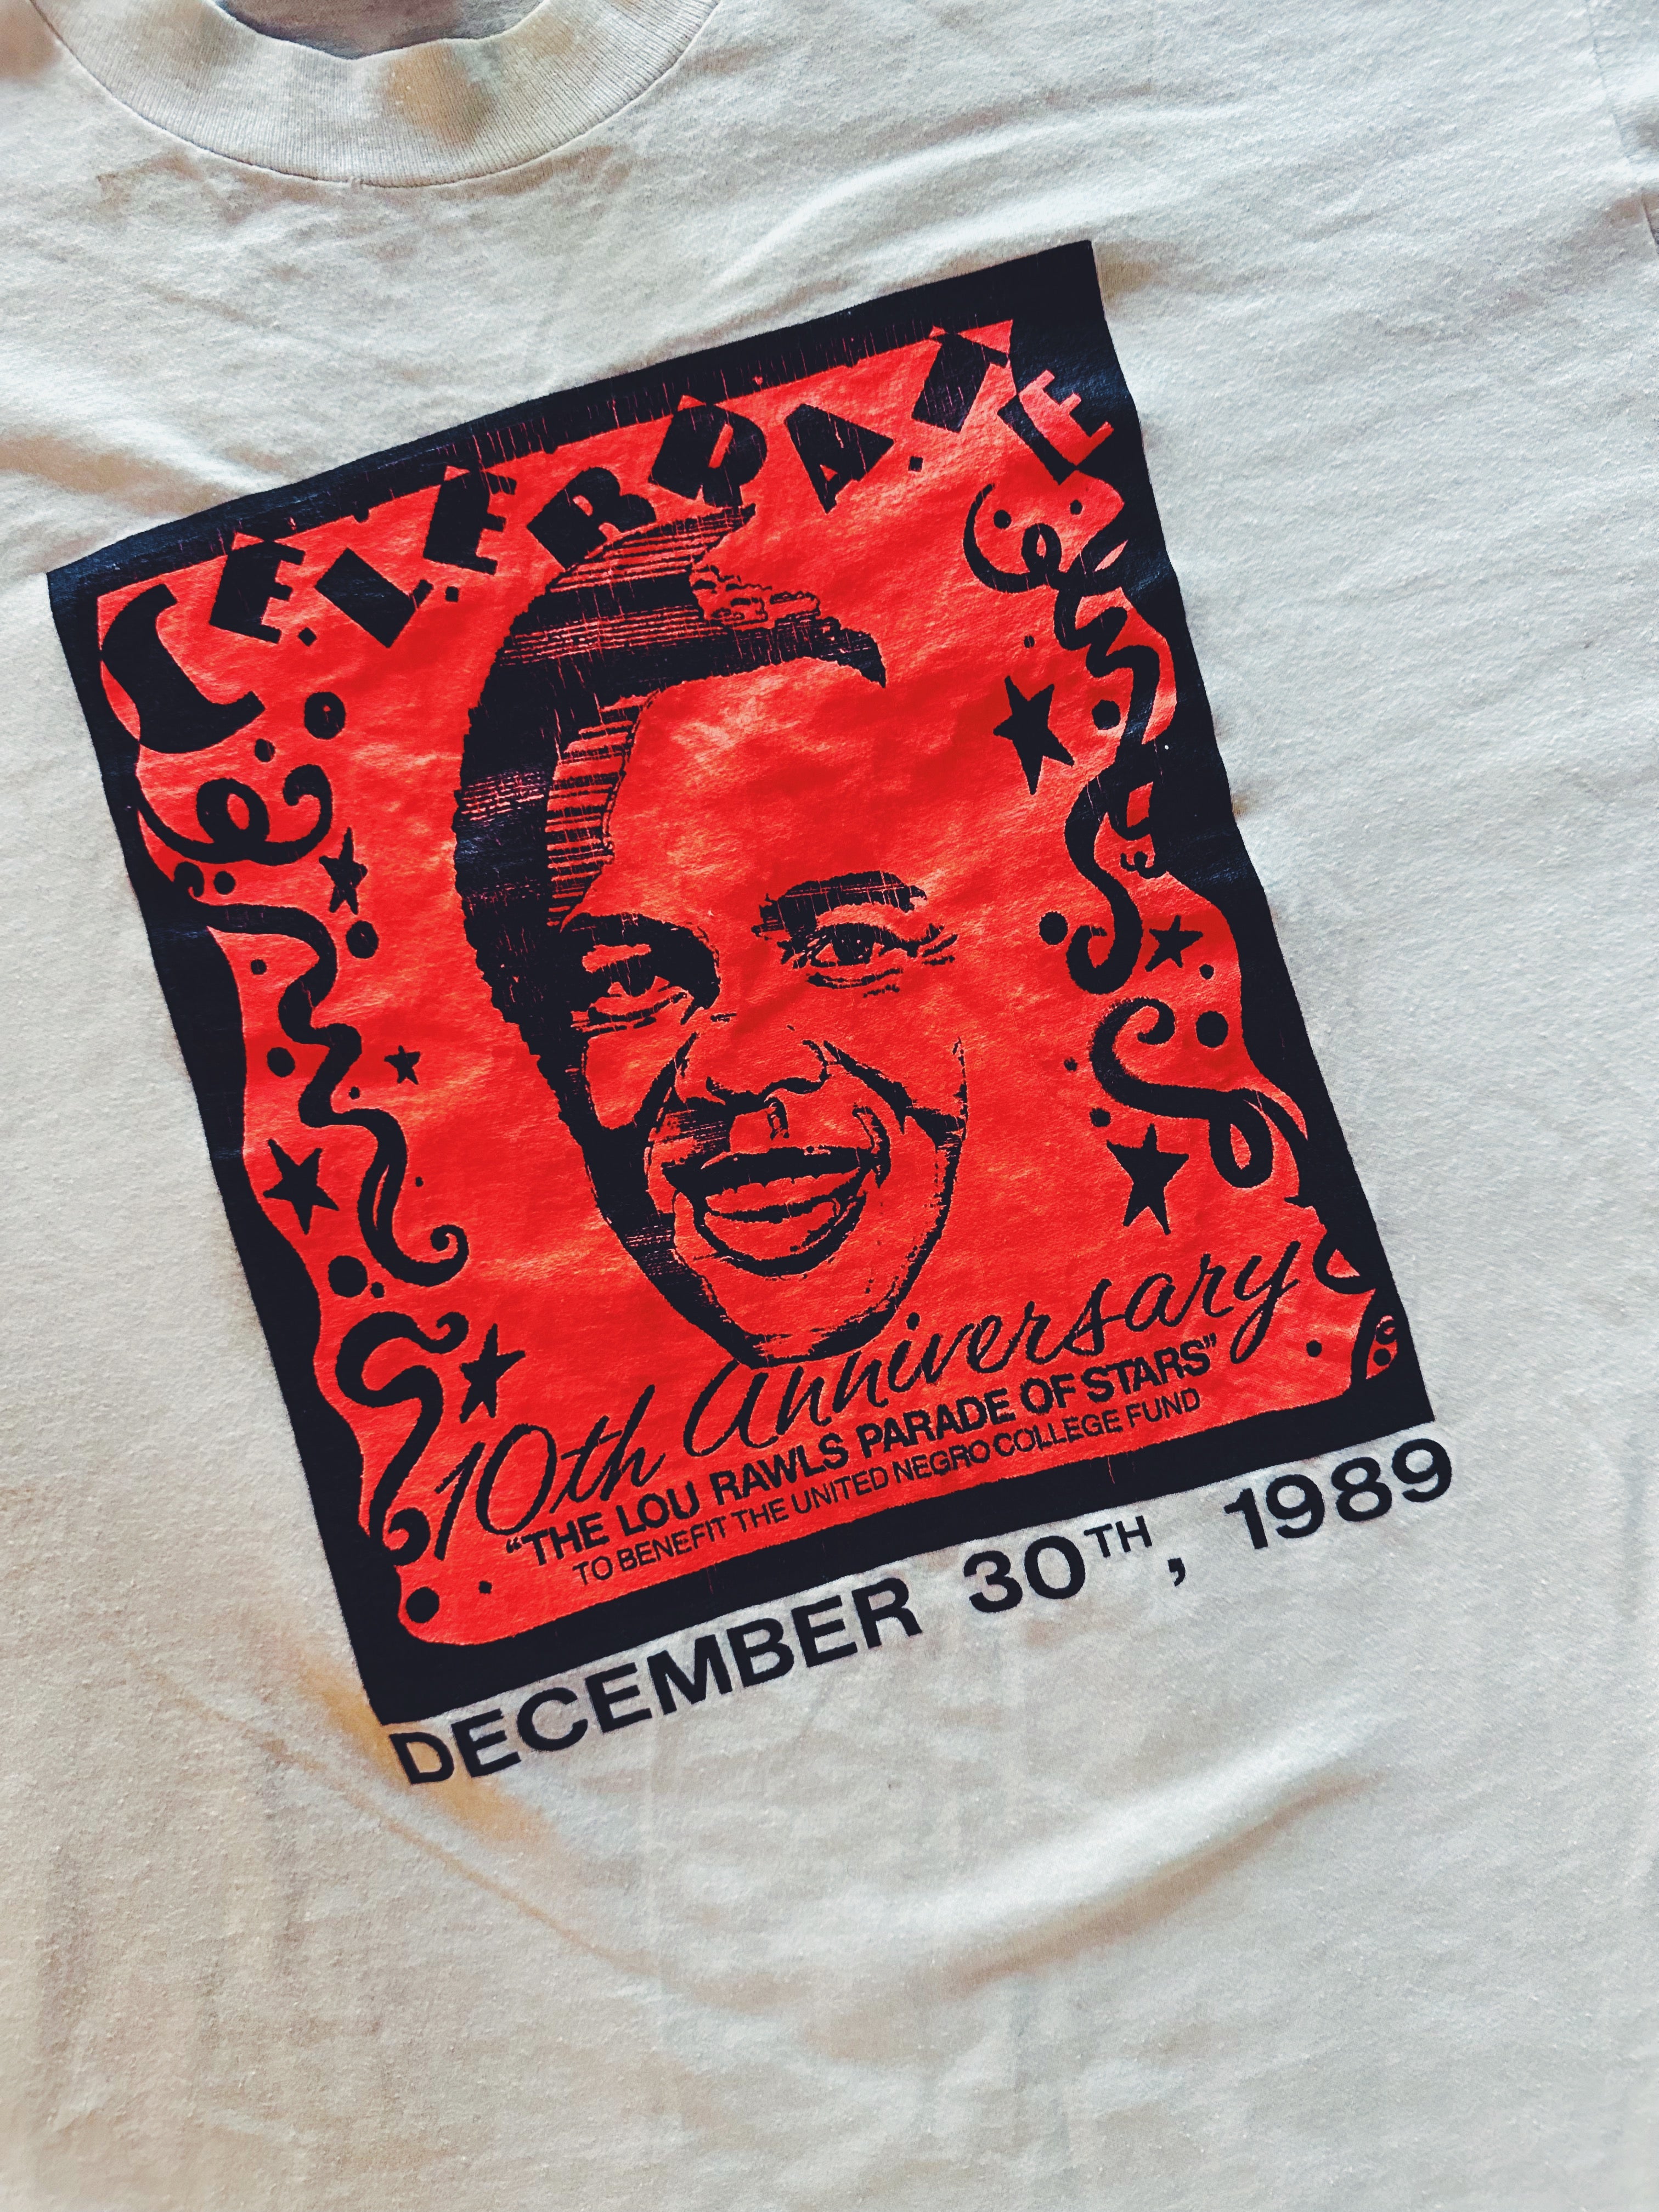 CELEBRATE
10th Anniversary
"THE LOU RAWLS PARADE OF STARS"
TO BENEFIT THE UNITED NEGRO COLLEGE FUND
DECEMBER 30TH, 1989